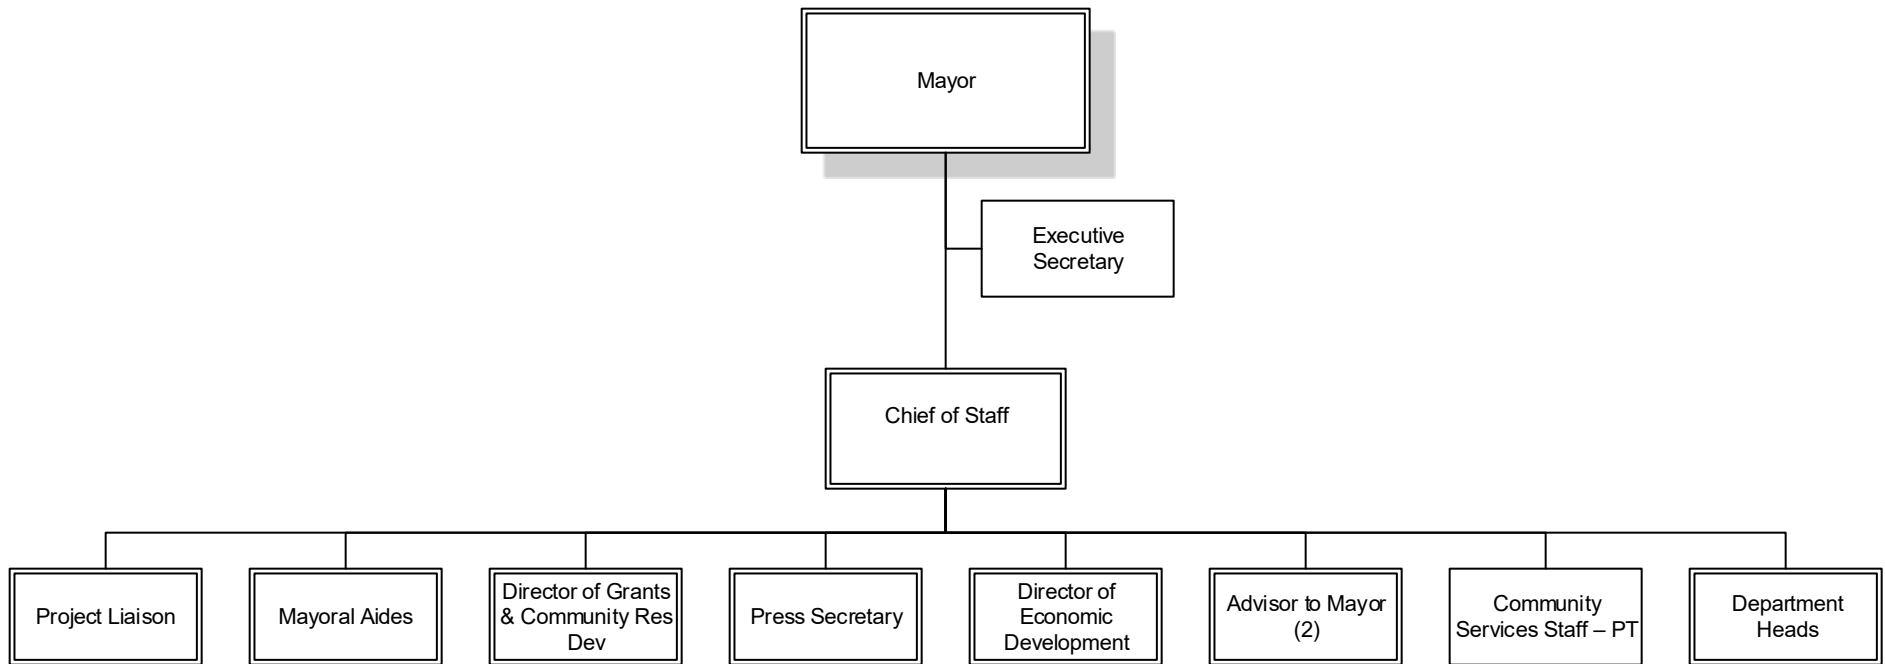 Mayor
Executive
Secretary
Chief of Staff
Project Liaison
Mayoral Aides
Director of Grants
& Community Res
Dev
Press Secretary
Director of
Economic
Development
Advisor to Mayor
(2)
Community
Services Staff – PT
Department
Heads